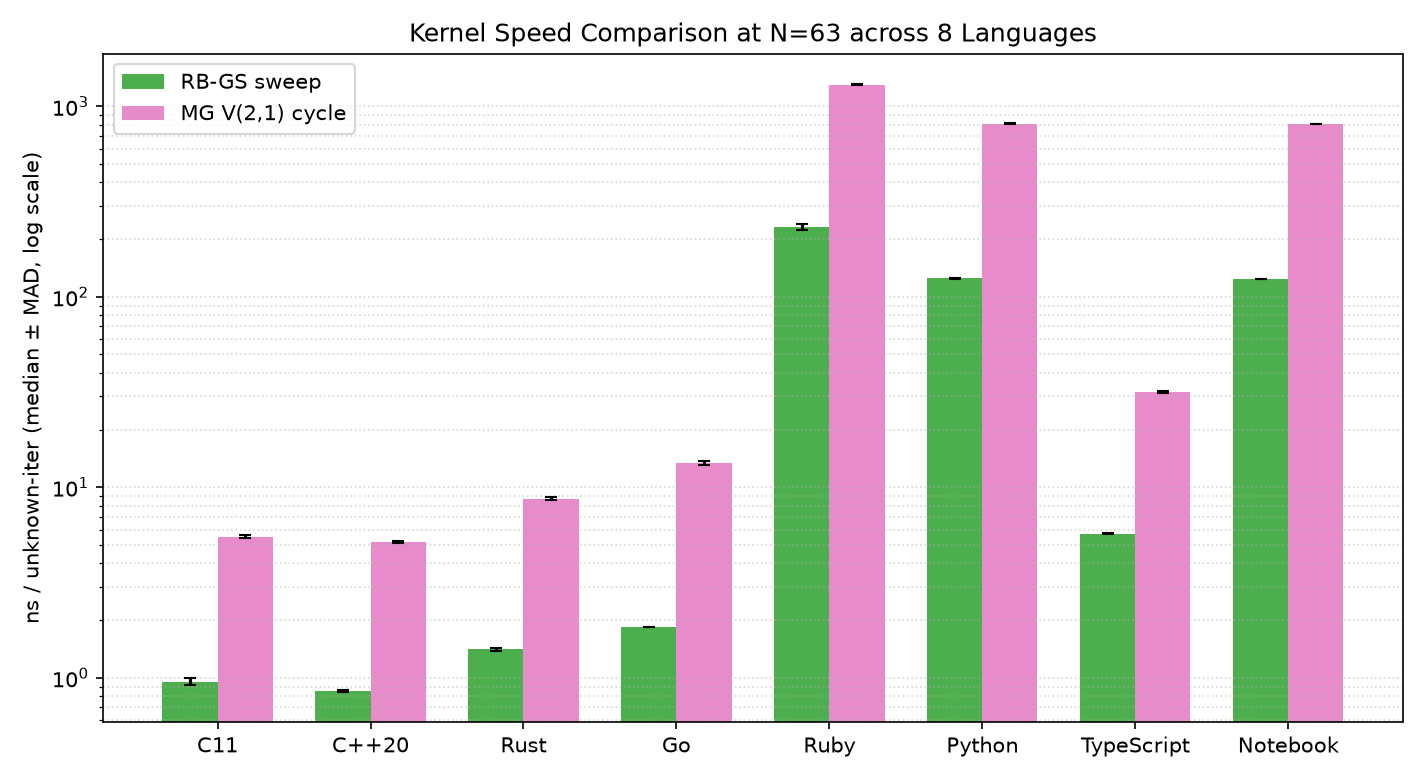 Kernel Speed Comparison at N=63 across 8 Languages
RB-GS sweep
MG V(2,1) cycle
ns / unknown-iter (median ± MAD, log scale)
10³
10²
10¹
10⁰
C11 C++20 Rust Go Ruby Python TypeScript Notebook